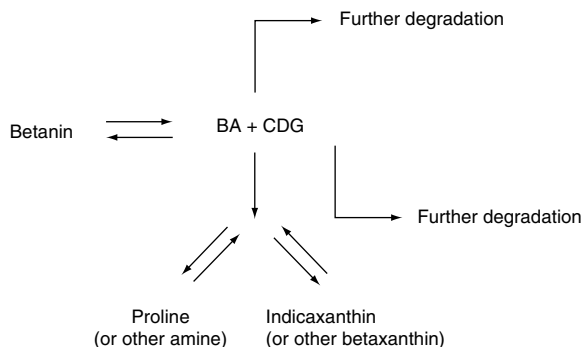 Further degradation
Betanin
BA + CDG
Further degradation
Proline
(or other amine)
Indicaxanthin
(or other betaxanthin)